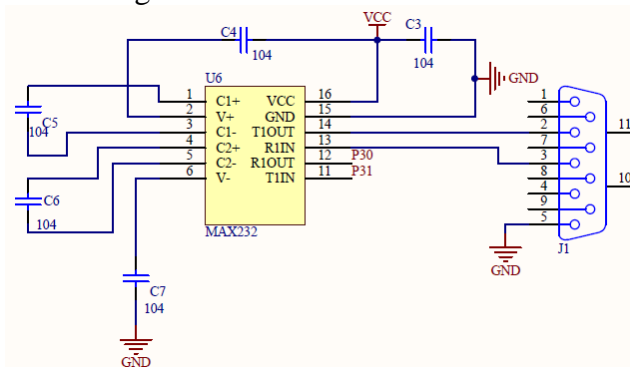 C4
104
VCC
C3
104
GND
U6
1 C1+ VCC 16
2 V+ GND 15
3 C1- T1OUT 14
4 C2+ R1IN 13
5 C2- R1OUT 12 P30
6 V- T1IN 11 P31
MAX232
C5
104
C6
104
C7
104
GND
1
6
2
7
3
8
4
9
5
11
10
J1
GND